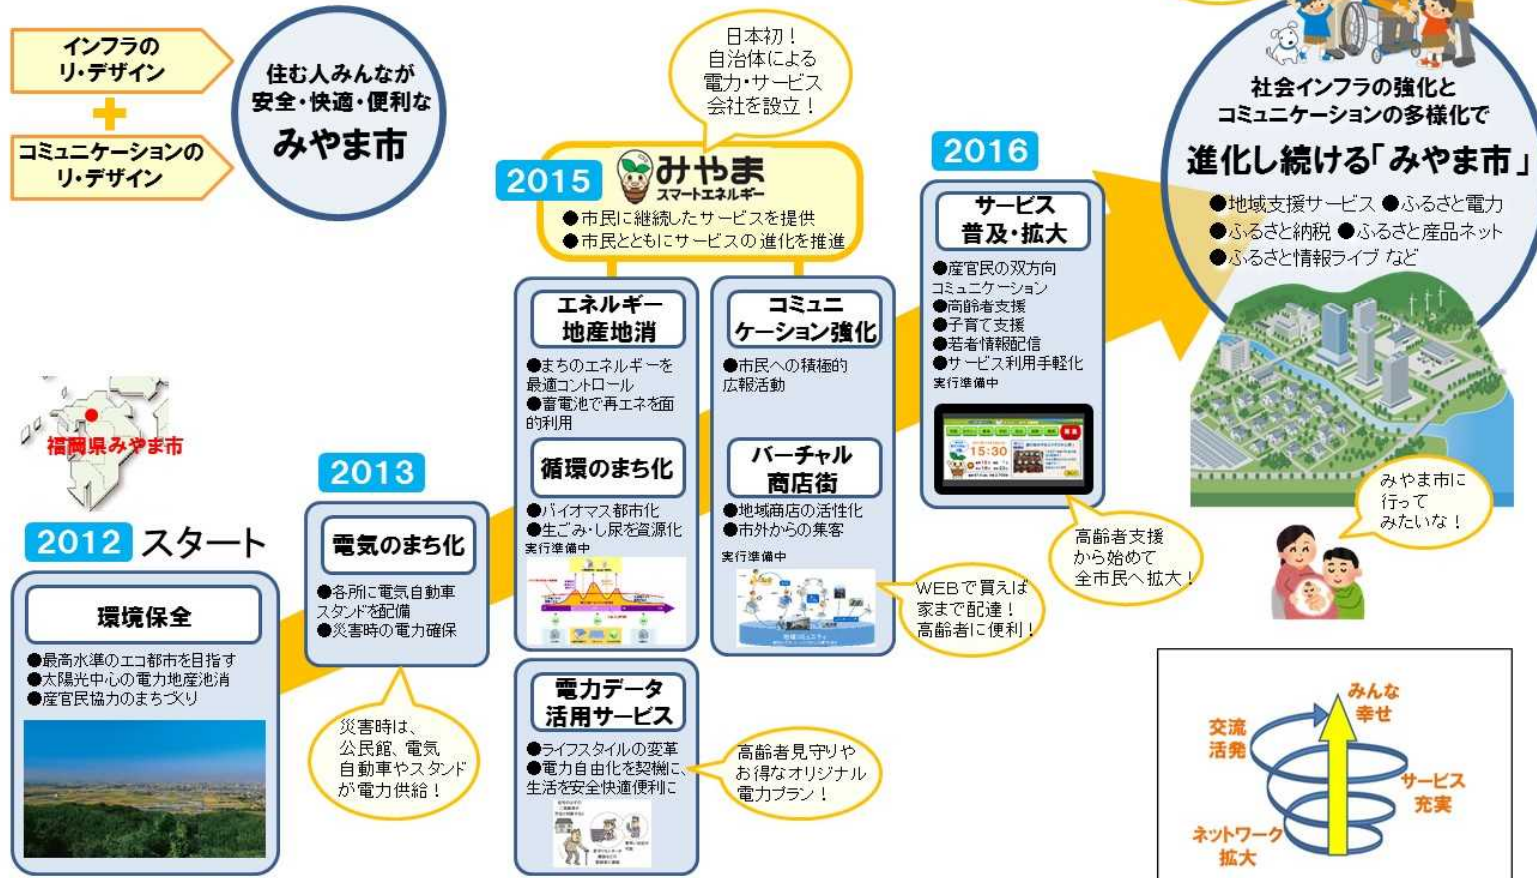 インフラの
リ・デザイン
コミュニケーションの
リ・デザイン
住む人みんなが
安全・快適・便利な
みやま市
福岡県みやま市
2012 スタート
環境保全
●最高水準のエコ都市を目指す
●太陽光中心の電力地産池消
●産官民協力のまちづくり
2013
電気のまち化
●各所に電気自動車
スタンドを配備
●災害時の電力確保
災害時は、
公民館、電気
自動車やスタンド
が電力供給！
日本初！
自治体による
電力・サービス
会社を設立！
2015
みやま
スマートエネルギー
●市民に継続したサービスを提供
●市民とともにサービスの進化を推進
エネルギー
地産地消
●まちのエネルギーを
最適コントロール
●蓄電池で再エネを面
的利用
循環のまち化
●バイオマス都市化
●生ごみ・し尿を資源化
実行準備中
電力データ
活用サービス
●ライフスタイルの変革
●電力自由化を契機に、
生活を安全快適便利に
高齢者見守りや
お得なオリジナル
電力プラン！
コミュニ
ケーション強化
●市民への積極的
広報活動
バーチャル
商店街
●地域商店の活性化
●市外からの集客
実行準備中
WEBで買えば
家まで配達！
高齢者に便利！
2016
サービス
普及・拡大
●産官民の双方向
コミュニケーション
●高齢者支援
●子育て支援
●若者情報配信
●サービス利用手軽化
実行準備中
15:30
高齢者支援
から始めて
全市民へ拡大！
社会インフラの強化と
コミュニケーションの多様化で
進化し続ける「みやま市」
●地域支援サービス ●ふるさと電力
●ふるさと納税 ●ふるさと産品ネット
●ふるさと情報ライブ など
みやま市に
行って
みたいな！
みんな
幸せ
交流
活発
サービス
充実
ネットワーク
拡大